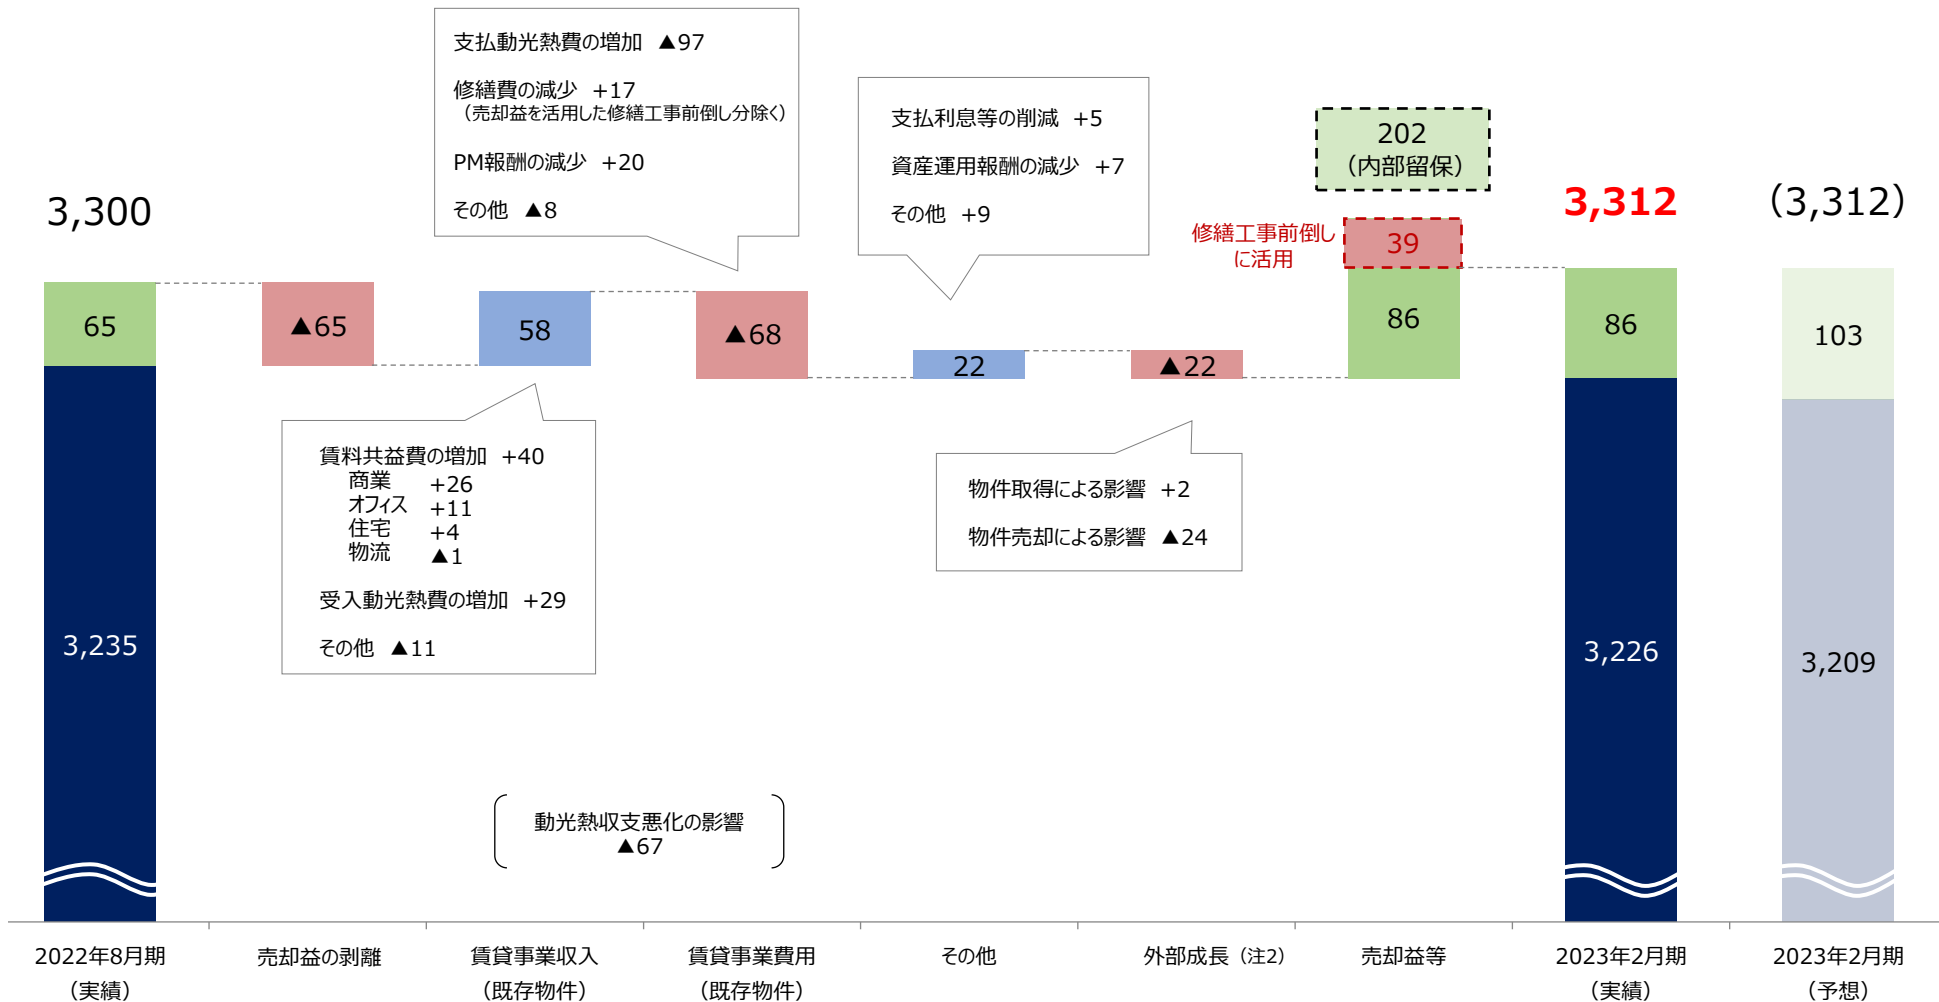 支払動光熱費の増加 ▲97
修繕費の減少 +17
（売却益を活用した修繕工事前倒し分除く）
PM報酬の減少 +20
その他 ▲8
支払利息等の削減 +5
資産運用報酬の減少 +7
その他 +9
202
（内部留保）
3,300
3,312
（3,312）
修繕工事前倒し
に活用
39
65
▲65
58
▲68
22
▲22
86
86
103
賃料共益費の増加 +40
商業 +26
オフィス +11
住宅 +4
物流 ▲1
受入動光熱費の増加 +29
その他 ▲11
物件取得による影響 +2
物件売却による影響 ▲24
3,235
3,226
3,209
動光熱収支悪化の影響
▲67
2022年8月期
（実績）
売却益の剥離
賃貸事業収入
（既存物件）
賃貸事業費用
（既存物件）
その他
外部成長（注2）
売却益等
2023年2月期
（実績）
2023年2月期
（予想）